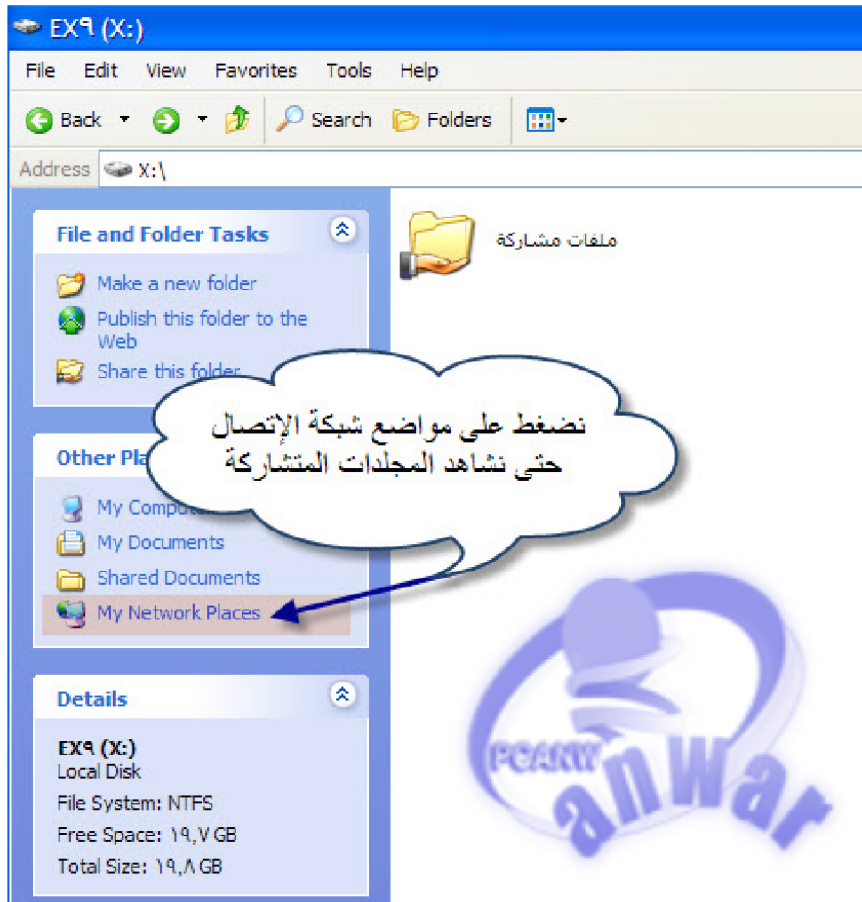 EX٩ (X:)
File Edit View Favorites Tools Help
Back Search Folders
Address X:\
File and Folder Tasks
Make a new folder
Publish this folder to the
Web
Share this folder
ملفات مشاركة
نضغط على مواضع شبكة الإتصال
حتى نشاهد المجلدات المتشاركة
Other Pla
My Compu
My Documents
Shared Documents
My Network Places
Details
EX٩ (X:)
Local Disk
File System: NTFS
Free Space: ١٩,٧ GB
Total Size: ١٩,٨ GB
PCANW
anwar